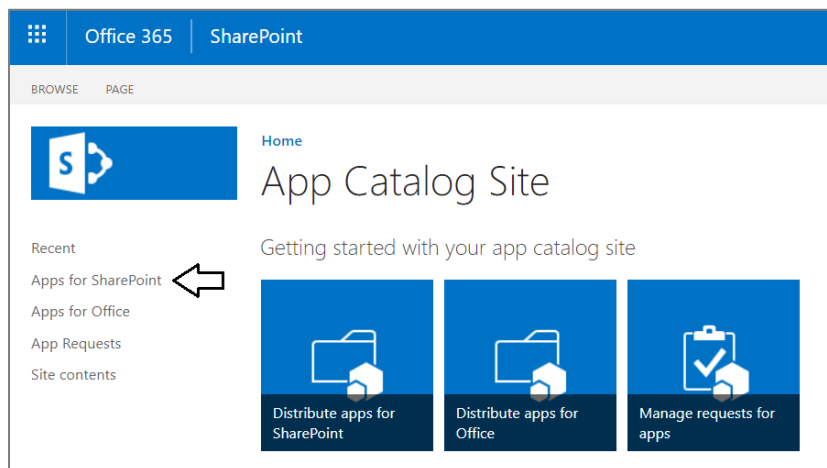 Office 365 SharePoint
BROWSE PAGE
S
Home
App Catalog Site
Recent
Apps for SharePoint
Apps for Office
App Requests
Site contents
Getting started with your app catalog site
Distribute apps for
SharePoint
Distribute apps for
Office
Manage requests for
apps